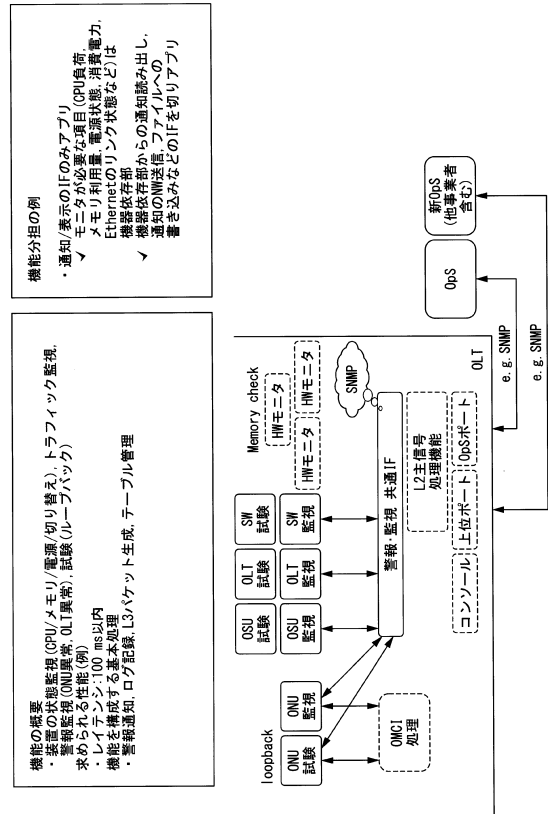 機能の概要
・装置の状態監視(CPU/メモリ/電源/切り替え), トラフィック監視,
警報監視(ONU異常, OLT異常), 試験(ループバック)
求められる性能(例)
・レイテンシ:100 ms以内
機能を構成する基本処理
・警報通知, ログ記録, L3パケット生成, テーブル管理
機能分担の例
・通知/表示のIFのみアプリ
✓ モニタが必要な項目(CPU負荷,
メモリ利用量, 電源状態, 消費電力,
Ethernetのリンク状態など)は
機器依存部
✓ 機器依存部からの通知読み出し,
通知のNW送信, ファイルへの
書き込みなどのIFを切りアプリ
loopback
ONU
試験
ONU
監視
OMCI
処理
OSU
試験
OSU
監視
OLT
試験
OLT
監視
SW
試験
SW
監視
Memory check
HWモニタ
HWモニタ
HWモニタ
SNMP
警報・監視 共通IF
L2主信号
処理機能
コンソール
上位ポート
OpSポート
OLT
e.g. SNMP
e.g. SNMP
OpS
新OpS
(他事業者
含む)